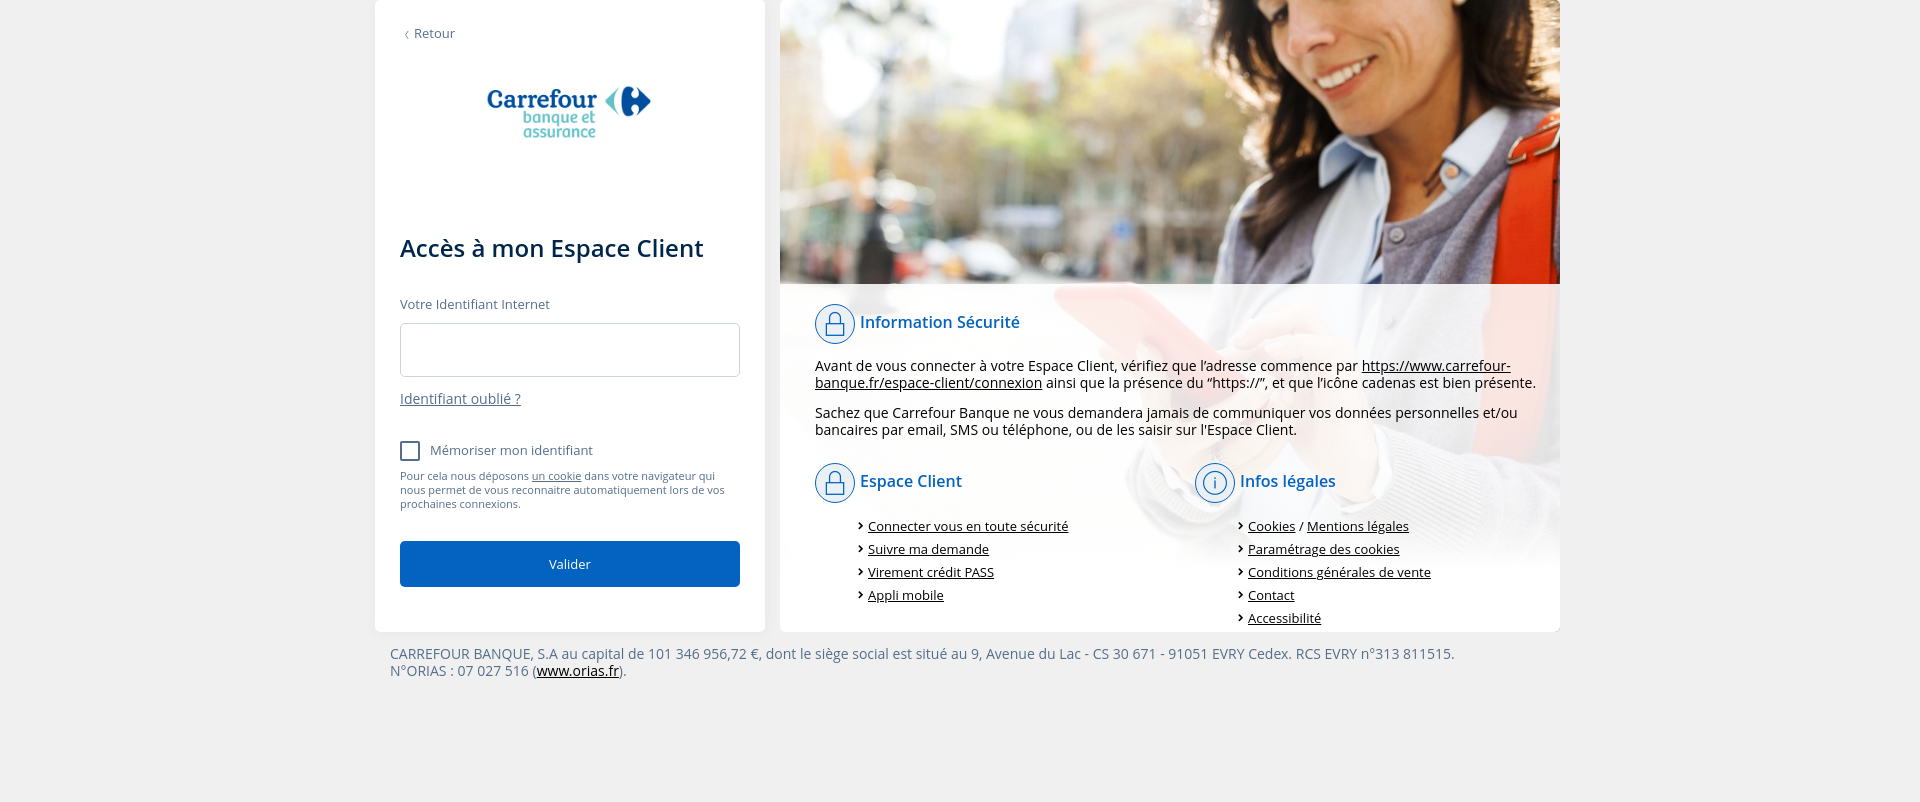 Retour
Carrefour
banque et
assurance
Accès à mon Espace Client
Votre Identifiant Internet
Identifiant oublié ?
Mémoriser mon identifiant
Pour cela nous déposons un cookie dans votre navigateur qui
nous permet de vous reconnaitre automatiquement lors de vos
prochaines connexions.
Valider
Information Sécurité
Avant de vous connecter à votre Espace Client, vérifiez que l’adresse commence par https://www.carrefour-
banque.fr/espace-client/connexion ainsi que la présence du “https://”, et que l’icône cadenas est bien présente.
Sachez que Carrefour Banque ne vous demandera jamais de communiquer vos données personnelles et/ou
bancaires par email, SMS ou téléphone, ou de les saisir sur l'Espace Client.
Espace Client
Connecter vous en toute sécurité
Suivre ma demande
Virement crédit PASS
Appli mobile
Infos légales
Cookies / Mentions légales
Paramétrage des cookies
Conditions générales de vente
Contact
Accessibilité
CARREFOUR BANQUE, S.A au capital de 101 346 956,72 €, dont le siège social est situé au 9, Avenue du Lac - CS 30 671 - 91051 EVRY Cedex. RCS EVRY n°313 811515.
N°ORIAS : 07 027 516 (www.orias.fr).